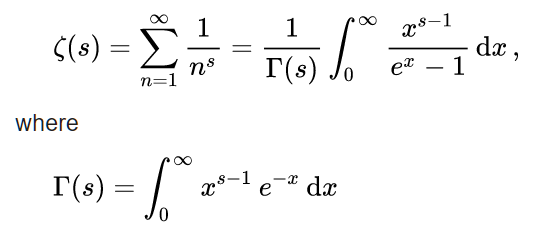 ζ(s) = ∑_{n=1}^{∞} 1/n^s = 1/Γ(s) ∫_0^∞ x^{s−1}/(e^x − 1) dx ,
where
Γ(s) = ∫_0^∞ x^{s−1} e^{−x} dx